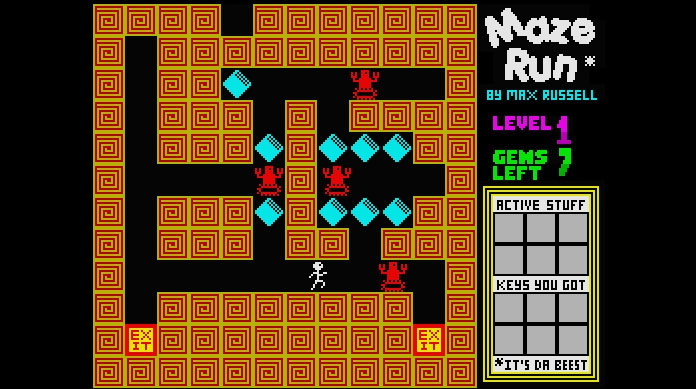 Maze
Run*
BY MAX RUSSELL
LEVEL 1
GEMS
LEFT 7
ACTIVE STUFF
KEYS YOU GOT
*IT'S DA BEEST
EX
IT
EX
IT